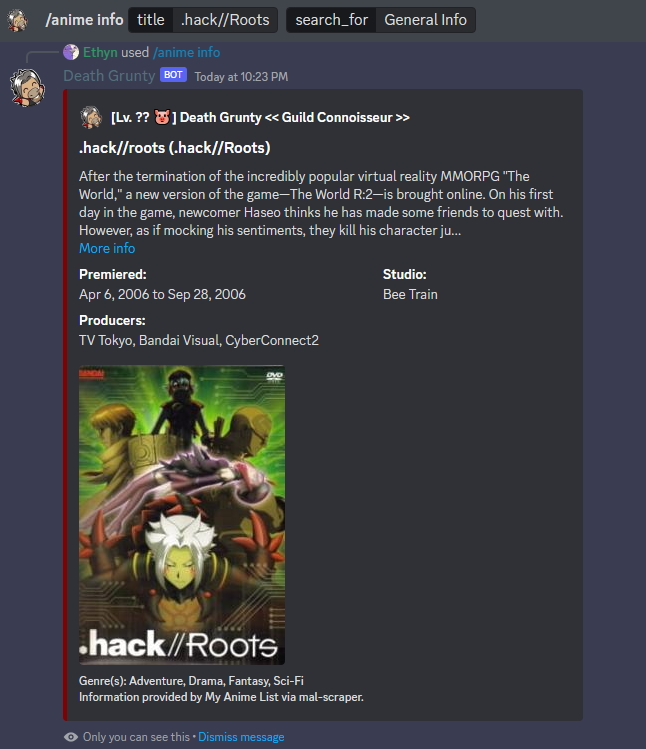 /anime info title .hack//Roots search_for General Info
Ethyn used /anime info
Death Grunty BOT Today at 10:23 PM
[Lv. ?? 🐷] Death Grunty << Guild Connoisseur >>
.hack//roots (.hack//Roots)
After the termination of the incredibly popular virtual reality MMORPG "The
World," a new version of the game—The World R:2—is brought online. On his first
day in the game, newcomer Haseo thinks he has made some friends to quest with.
However, as if mocking his sentiments, they kill his character ju...
More info
Premiered: Studio:
Apr 6, 2006 to Sep 28, 2006 Bee Train
Producers:
TV Tokyo, Bandai Visual, CyberConnect2
BANDAI DVD
.hack//Roots
Genre(s): Adventure, Drama, Fantasy, Sci-Fi
Information provided by My Anime List via mal-scraper.
Only you can see this • Dismiss message